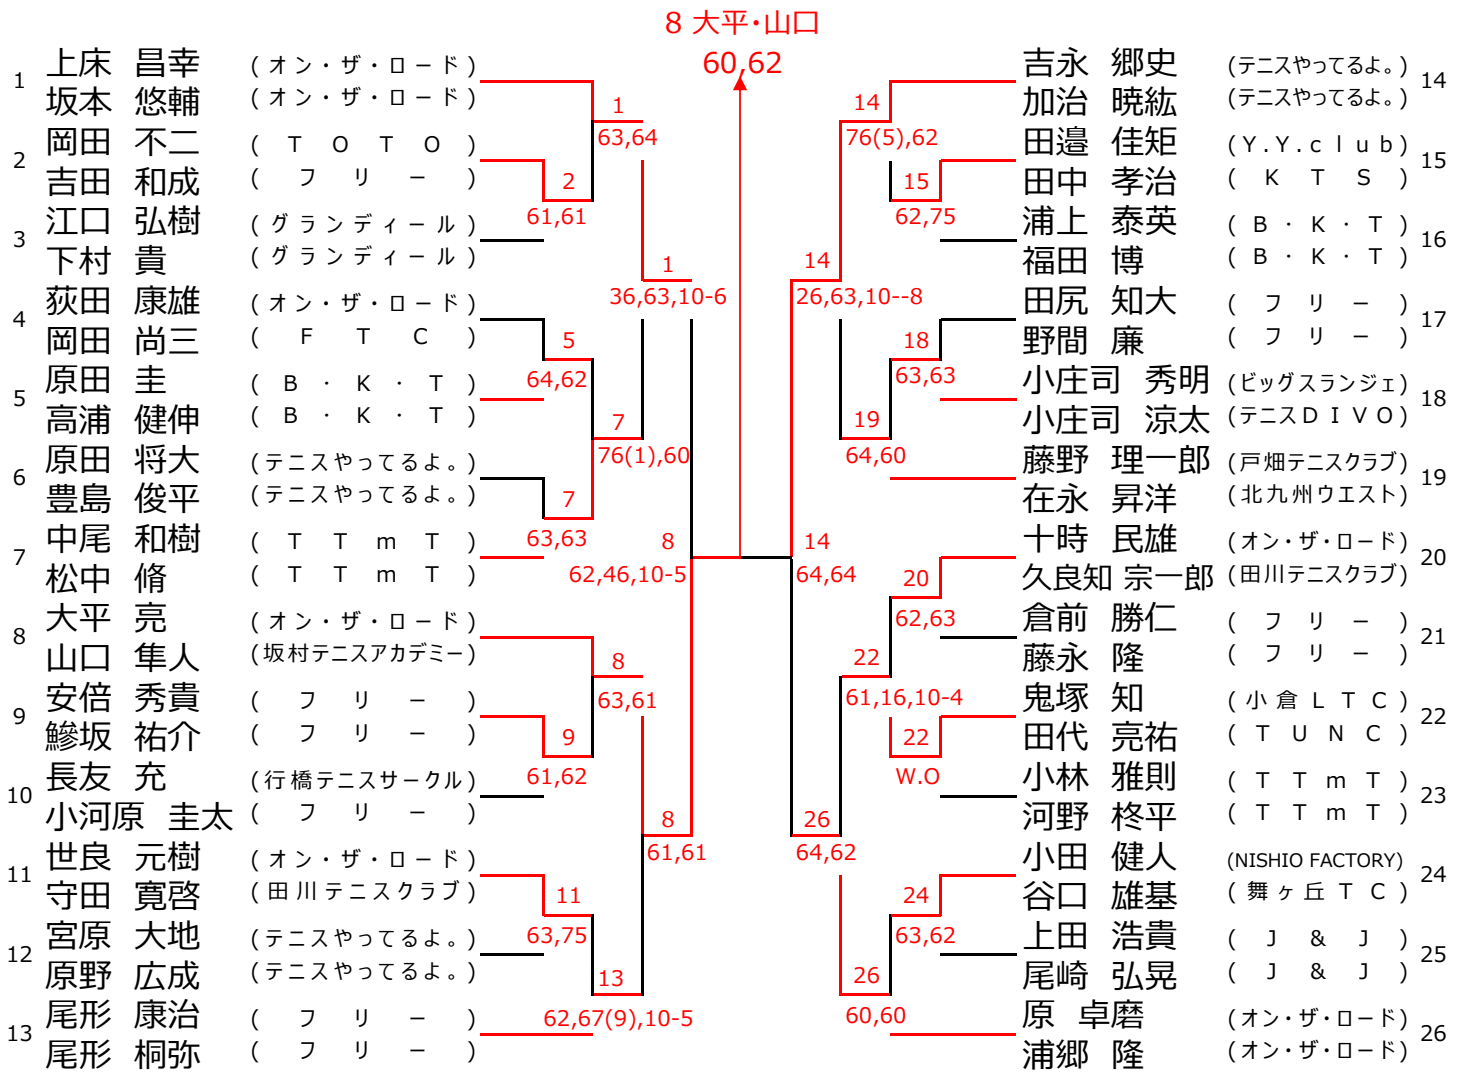 8 大平・山口
60,62
1 上床 昌幸 (オン・ザ・ロード)
坂本 悠輔 (オン・ザ・ロード)
2 岡田 不二 (TOTO)
吉田 和成 (フリー)
3 江口 弘樹 (グランディール)
下村 貴 (グランディール)
4 荻田 康雄 (オン・ザ・ロード)
岡田 尚三 (FTC)
5 原田 圭 (B・K・T)
高浦 健伸 (B・K・T)
6 原田 将大 (テニスやってるよ。)
豊島 俊平 (テニスやってるよ。)
7 中尾 和樹 (TTmT)
松中 脩 (TTmT)
8 大平 亮 (オン・ザ・ロード)
山口 隼人 (坂村テニスアカデミー)
9 安倍 秀貴 (フリー)
鰺坂 祐介 (フリー)
10 長友 充 (行橋テニスサークル)
小河原 圭太 (フリー)
11 世良 元樹 (オン・ザ・ロード)
守田 寛啓 (田川テニスクラブ)
12 宮原 大地 (テニスやってるよ。)
原野 広成 (テニスやってるよ。)
13 尾形 康治 (フリー)
尾形 桐弥 (フリー)
1
63,64
2
61,61
1
36,63,10-6
5
64,62
7
76(1),60
7
63,63
8
62,46,10-5
8
63,61
9
61,62
8
61,61
11
63,75
13
62,67(9),10-5
14
76(5),62
15
62,75
14
26,63,10--8
18
63,63
19
64,60
14
64,64
20
62,63
22
61,16,10-4
22
W.O
26
64,62
24
63,62
26
60,60
吉永 郷史 (テニスやってるよ。) 14
加治 暁紘 (テニスやってるよ。)
田邉 佳矩 (Y.Y.club) 15
田中 孝治 (KTS)
浦上 泰英 (B・K・T) 16
福田 博 (B・K・T)
田尻 知大 (フリー) 17
野間 廉 (フリー)
小庄司 秀明 (ビッグスランジェ) 18
小庄司 涼太 (テニスDIVO)
藤野 理一郎 (戸畑テニスクラブ) 19
在永 昇洋 (北九州ウエスト)
十時 民雄 (オン・ザ・ロード) 20
久良知 宗一郎 (田川テニスクラブ)
倉前 勝仁 (フリー) 21
藤永 隆 (フリー)
鬼塚 知 (小倉LTC) 22
田代 亮祐 (TUNC)
小林 雅則 (TTmT) 23
河野 柊平 (TTmT)
小田 健人 (NISHIO FACTORY) 24
谷口 雄基 (舞ヶ丘TC)
上田 浩貴 (J&J) 25
尾崎 弘晃 (J&J)
原 卓磨 (オン・ザ・ロード) 26
浦郷 隆 (オン・ザ・ロード)